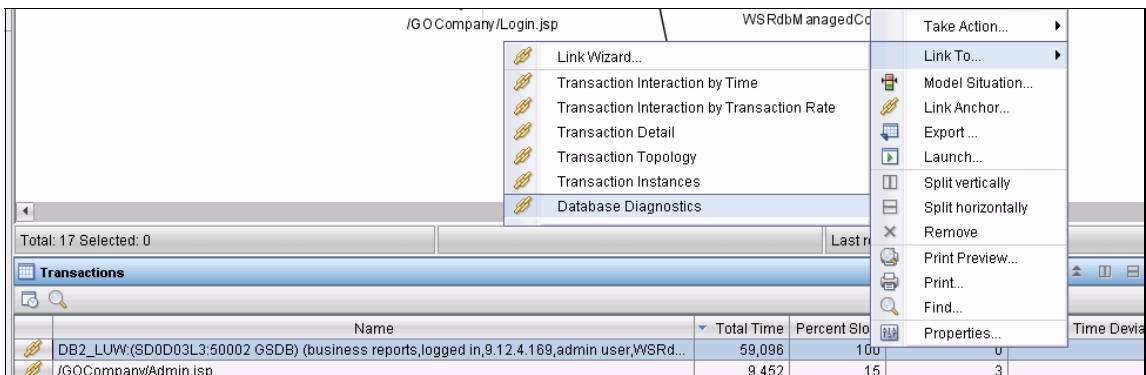 /GOCompany/Login.jsp
WSRdbManagedCo
Take Action...
Link To...
Model Situation...
Link Anchor...
Export ...
Launch...
Split vertically
Split horizontally
Remove
Print Preview...
Print...
Find...
Properties...
Link Wizard...
Transaction Interaction by Time
Transaction Interaction by Transaction Rate
Transaction Detail
Transaction Topology
Transaction Instances
Database Diagnostics
Total: 17 Selected: 0
Last re
Transactions
Name Total Time Percent Slo Time Devia
DB2_LUW:(SD0D03L3:50002 GSDB) (business reports,logged in,9.12.4.169,admin user,WSRd... 59,096 100 0
/GOCompany/Admin.jsp 9,452 15 3